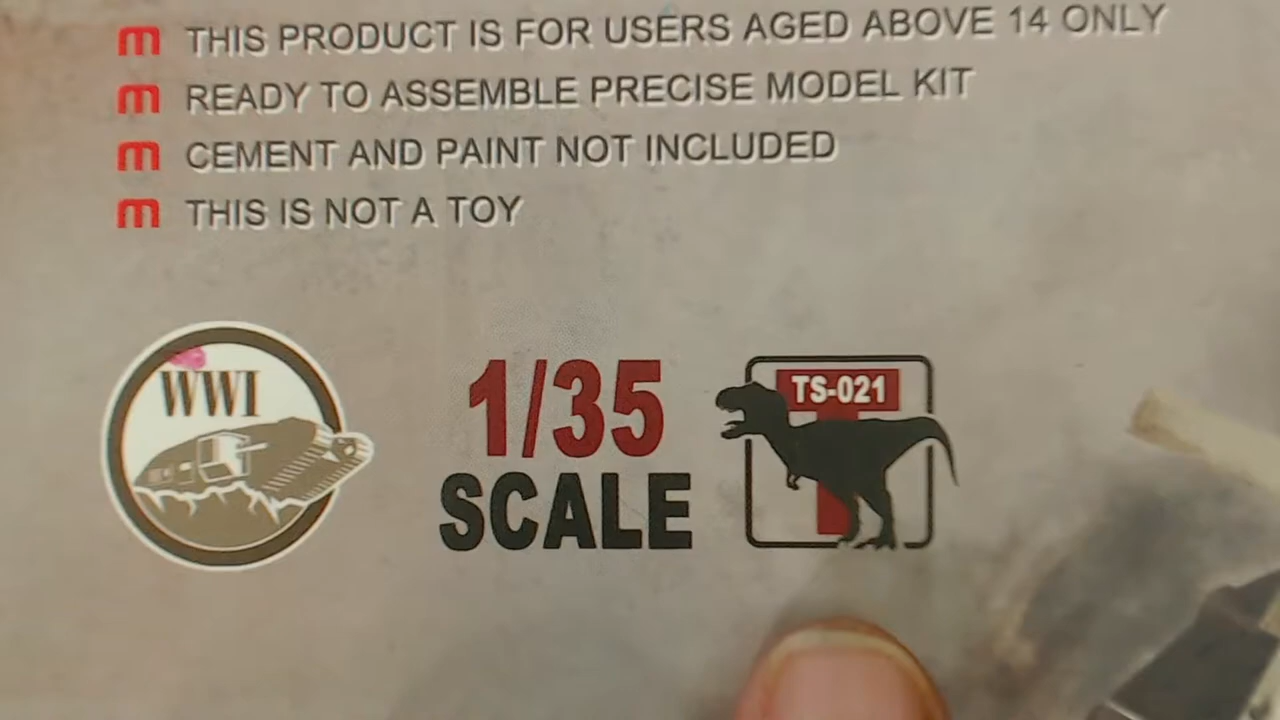 m THIS PRODUCT IS FOR USERS AGED ABOVE 14 ONLY
m READY TO ASSEMBLE PRECISE MODEL KIT
m CEMENT AND PAINT NOT INCLUDED
m THIS IS NOT A TOY
WWI
1/35
SCALE
TS-021